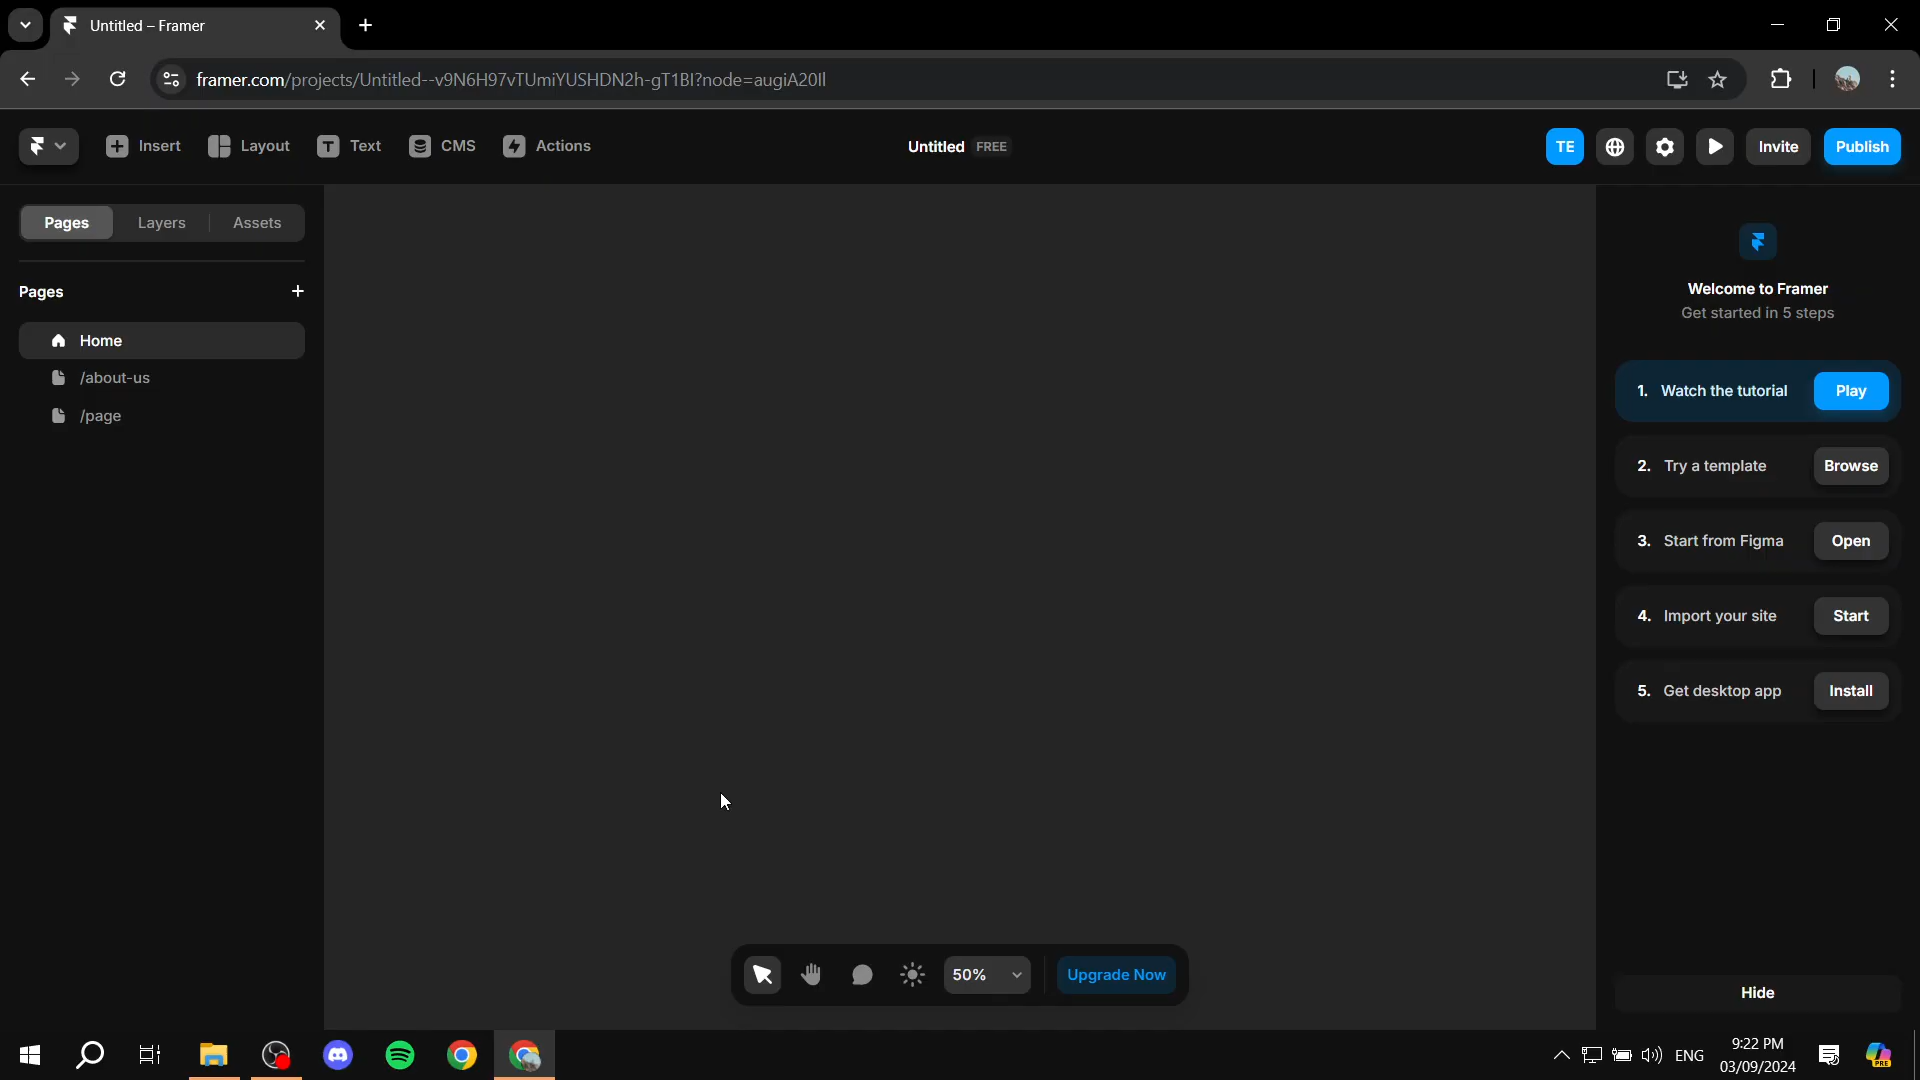 Untitled – Framer
framer.com/projects/Untitled--v9N6H97vTUmiYUSHDN2h-gT1BI?node=augiA20Il
Insert
Layout
Text
CMS
Actions
Untitled FREE
TE
Invite
Publish
Pages
Layers
Assets
Pages
Home
/about-us
/page
Welcome to Framer
Get started in 5 steps
1. Watch the tutorial Play
2. Try a template Browse
3. Start from Figma Open
4. Import your site Start
5. Get desktop app Install
50%
Upgrade Now
Hide
ENG
9:22 PM
03/09/2024
PRE